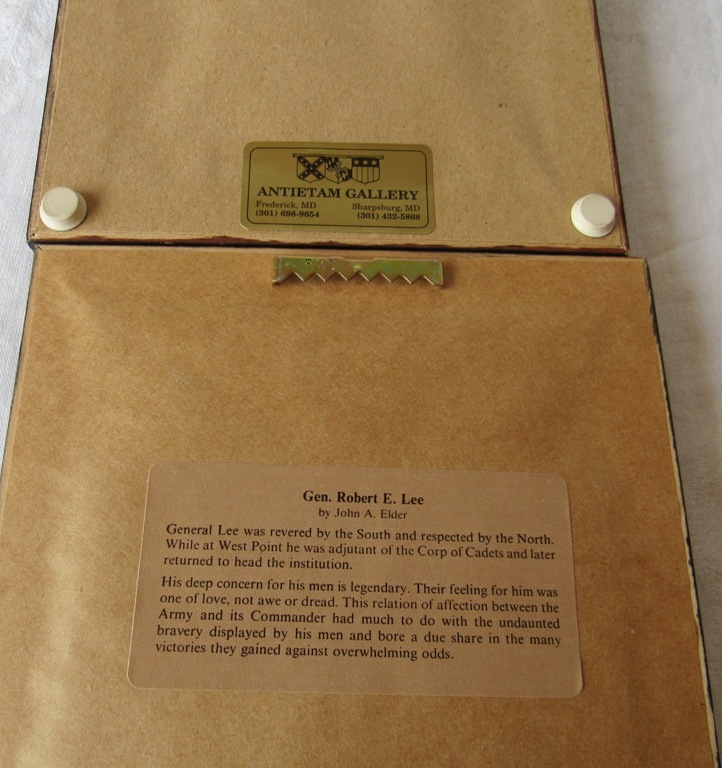 ANTIETAM GALLERY
Frederick, MD Sharpsburg, MD
(301) 698-9654 (301) 432-5868
Gen. Robert E. Lee
by John A. Elder
General Lee was revered by the South and respected by the North.
While at West Point he was adjutant of the Corp of Cadets and later
returned to head the institution.
His deep concern for his men is legendary. Their feeling for him was
one of love, not awe or dread. This relation of affection between the
Army and its Commander had much to do with the undaunted
bravery displayed by his men and bore a due share in the many
victories they gained against overwhelming odds.